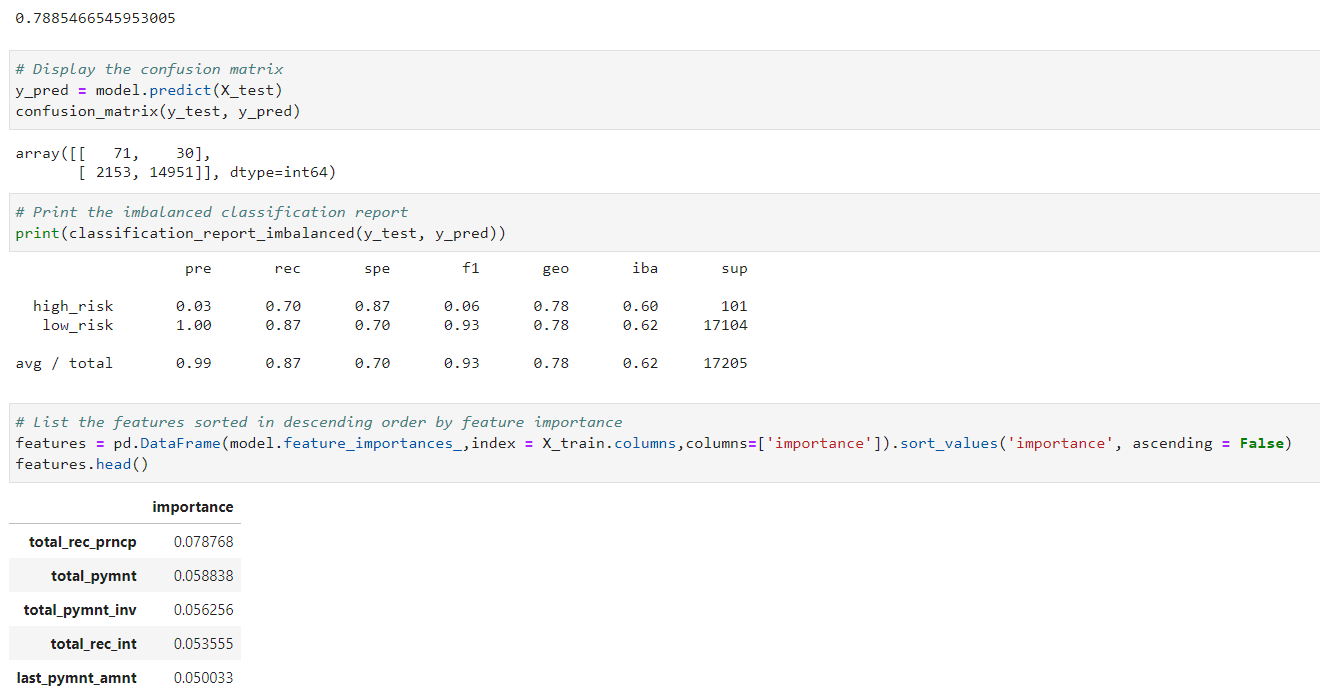 0.7885466545953005
# Display the confusion matrix
y_pred = model.predict(X_test)
confusion_matrix(y_test, y_pred)
array([[   71,    30],
       [ 2153, 14951]], dtype=int64)
# Print the imbalanced classification report
print(classification_report_imbalanced(y_test, y_pred))
pre rec spe f1 geo iba sup
high_risk 0.03 0.70 0.87 0.06 0.78 0.60 101
low_risk 1.00 0.87 0.70 0.93 0.78 0.62 17104
avg / total 0.99 0.87 0.70 0.93 0.78 0.62 17205
# List the features sorted in descending order by feature importance
features = pd.DataFrame(model.feature_importances_,index = X_train.columns,columns=['importance']).sort_values('importance', ascending = False)
features.head()
importance
total_rec_prncp 0.078768
total_pymnt 0.058838
total_pymnt_inv 0.056256
total_rec_int 0.053555
last_pymnt_amnt 0.050033